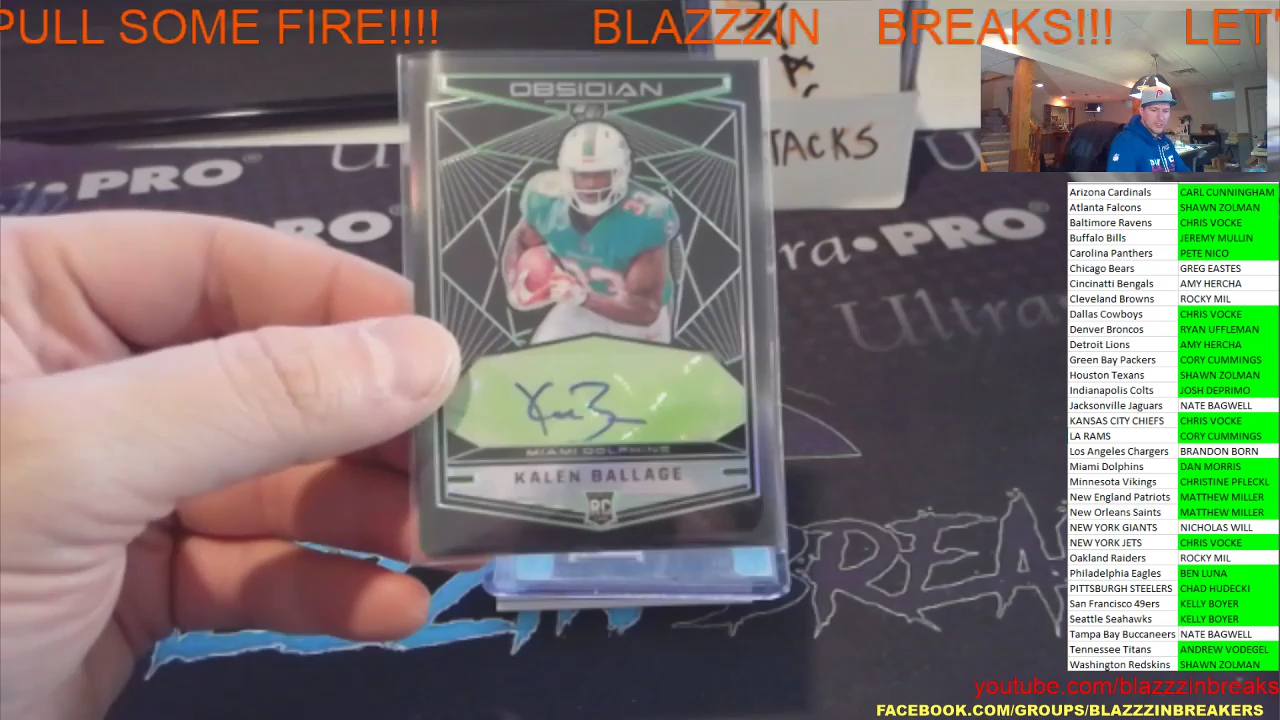 PULL SOME FIRE!!!! BLAZZZIN BREAKS!!! LET'
OBSIDIAN
TACKS
PRO
Ul
ra•PRO
Ultra
MIAMI DOLPHINS
KALEN BALLAGE
RC
BREA
Arizona Cardinals CARL CUNNINGHAM
Atlanta Falcons SHAWN ZOLMAN
Baltimore Ravens CHRIS VOCKE
Buffalo Bills JEREMY MULLIN
Carolina Panthers PETE NICO
Chicago Bears GREG EASTES
Cincinatti Bengals AMY HERCHA
Cleveland Browns ROCKY MIL
Dallas Cowboys CHRIS VOCKE
Denver Broncos RYAN UFFLEMAN
Detroit Lions AMY HERCHA
Green Bay Packers CORY CUMMINGS
Houston Texans SHAWN ZOLMAN
Indianapolis Colts JOSH DEPRIMO
Jacksonville Jaguars NATE BAGWELL
KANSAS CITY CHIEFS CHRIS VOCKE
LA RAMS CORY CUMMINGS
Los Angeles Chargers BRANDON BORN
Miami Dolphins DAN MORRIS
Minnesota Vikings CHRISTINE PFLECKL
New England Patriots MATTHEW MILLER
New Orleans Saints MATTHEW MILLER
NEW YORK GIANTS NICHOLAS WILL
NEW YORK JETS CHRIS VOCKE
Oakland Raiders ROCKY MIL
Philadelphia Eagles BEN LUNA
PITTSBURGH STEELERS CHAD HUDECKI
San Francisco 49ers KELLY BOYER
Seattle Seahawks KELLY BOYER
Tampa Bay Buccaneers NATE BAGWELL
Tennessee Titans ANDREW VODEGEL
Washington Redskins SHAWN ZOLMAN
youtube.com/blazzzinbreaks
FACEBOOK.COM/GROUPS/BLAZZZINBREAKERS